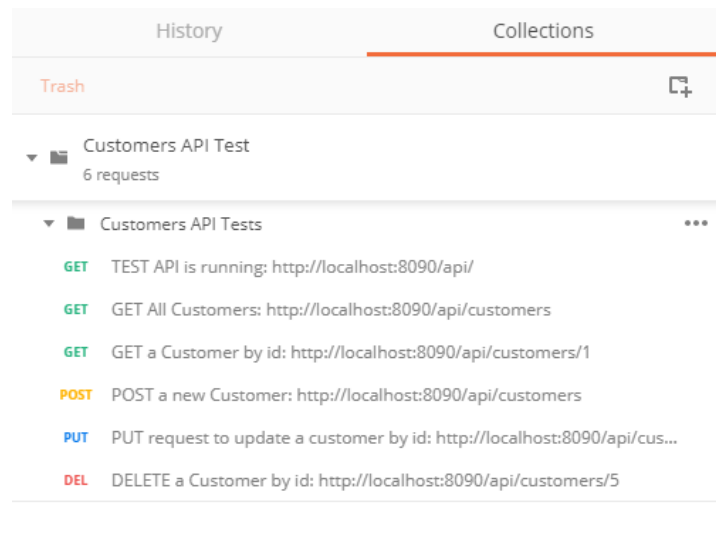 History Collections
Trash
Customers API Test
6 requests
Customers API Tests
GET TEST API is running: http://localhost:8090/api/
GET GET All Customers: http://localhost:8090/api/customers
GET GET a Customer by id: http://localhost:8090/api/customers/1
POST POST a new Customer: http://localhost:8090/api/customers
PUT PUT request to update a customer by id: http://localhost:8090/api/cus...
DEL DELETE a Customer by id: http://localhost:8090/api/customers/5